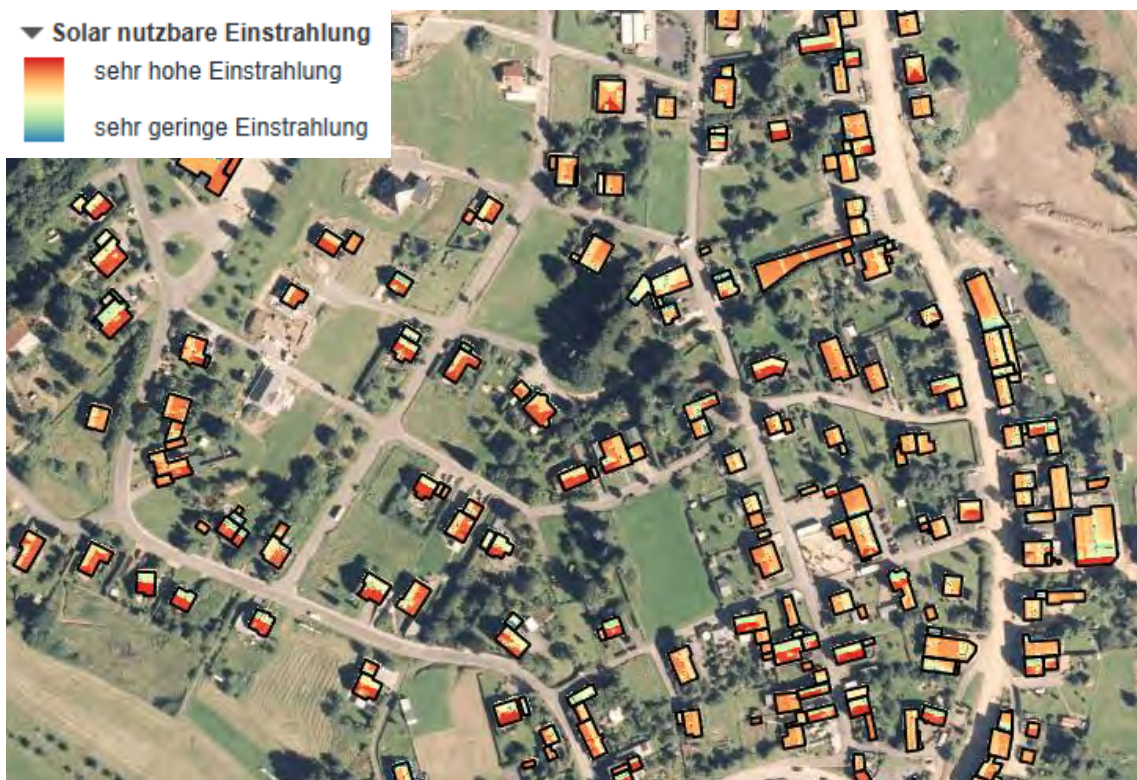 Solar nutzbare Einstrahlung
sehr hohe Einstrahlung
sehr geringe Einstrahlung